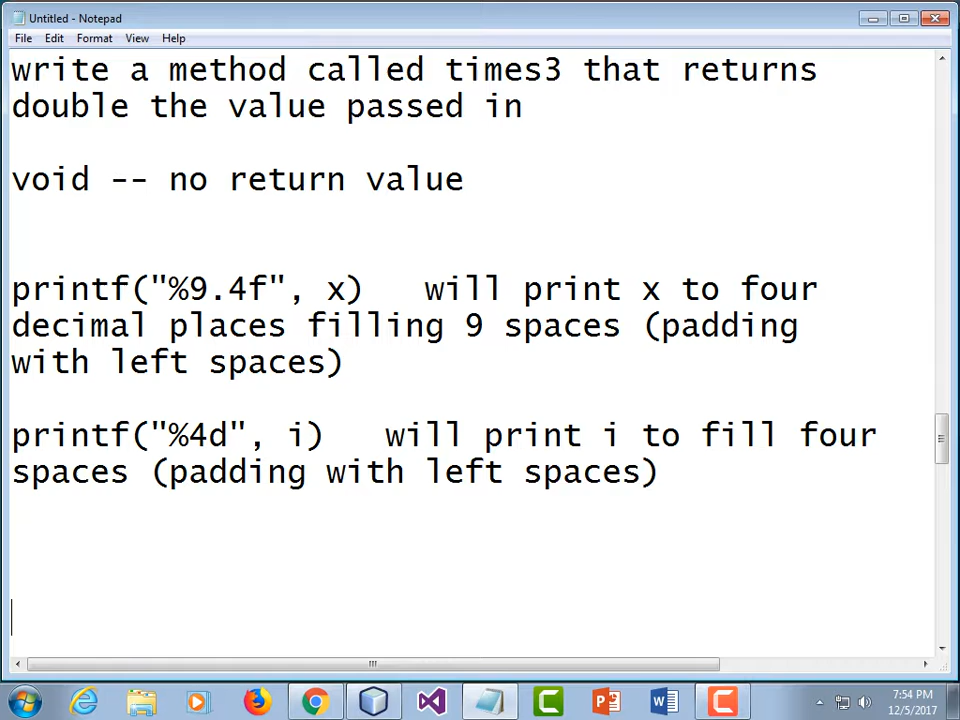 Untitled - Notepad
File Edit Format View Help
write a method called times3 that returns
double the value passed in
void -- no return value
printf("%9.4f", x)   will print x to four
decimal places filling 9 spaces (padding
with left spaces)
printf("%4d", i)   will print i to fill four
spaces (padding with left spaces)
7:54 PM
12/5/2017